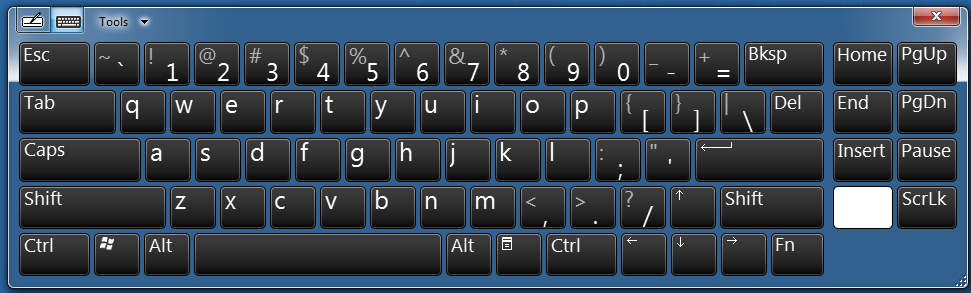 Tools
Esc ~ ` ! 1 @ 2 # 3 $ 4 % 5 ^ 6 & 7 * 8 ( 9 ) 0 _ - + = Bksp Home PgUp
Tab q w e r t y u i o p { [ } ] | \ Del End PgDn
Caps a s d f g h j k l : ; " ' Insert Pause
Shift z x c v b n m < , > . ? / ↑ Shift ScrLk
Ctrl Alt Alt Ctrl ← ↓ → Fn